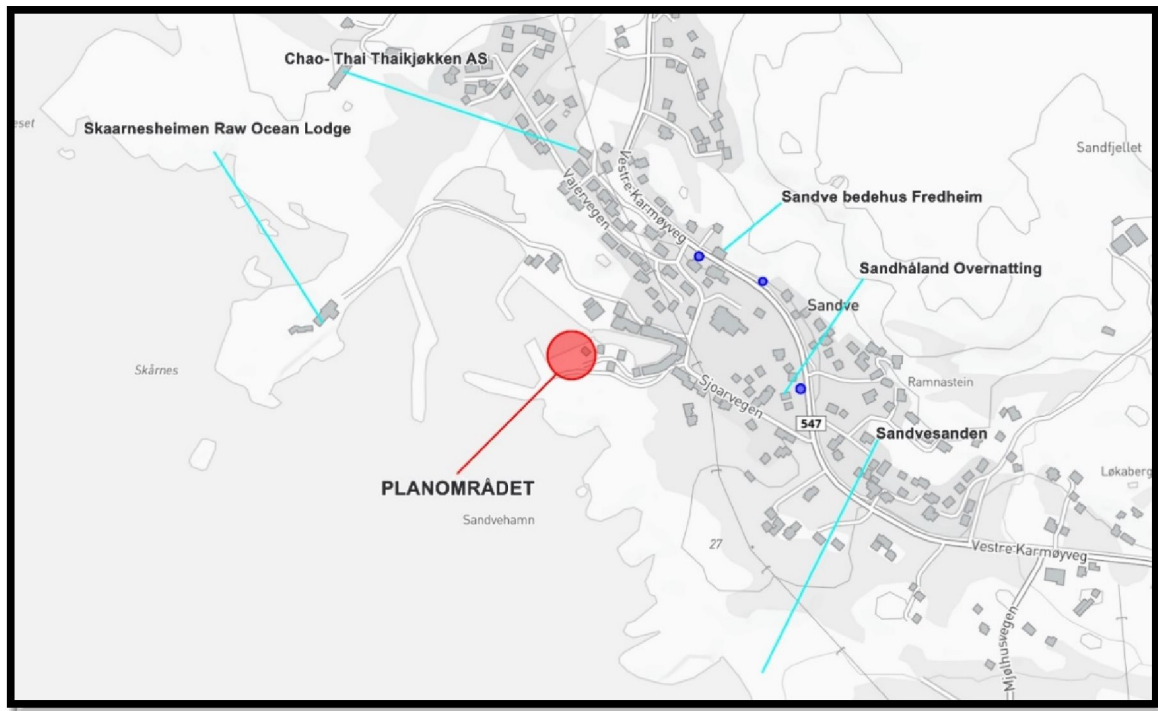 Chao- Thai Thaikjøkken AS
Skaarnesheimen Raw Ocean Lodge
Sandfjellet
Vestre Karmøyveg
Vajervegen
Sandve bedehus Fredheim
Sandhåland Overnatting
Sandve
Skårnes
Ramnastein
Sjoarvegen
547
Sandvesanden
PLANOMRÅDET
Løkaberg
Sandvehamn
27
Vestre Karmøyveg
Mjølhusvegen